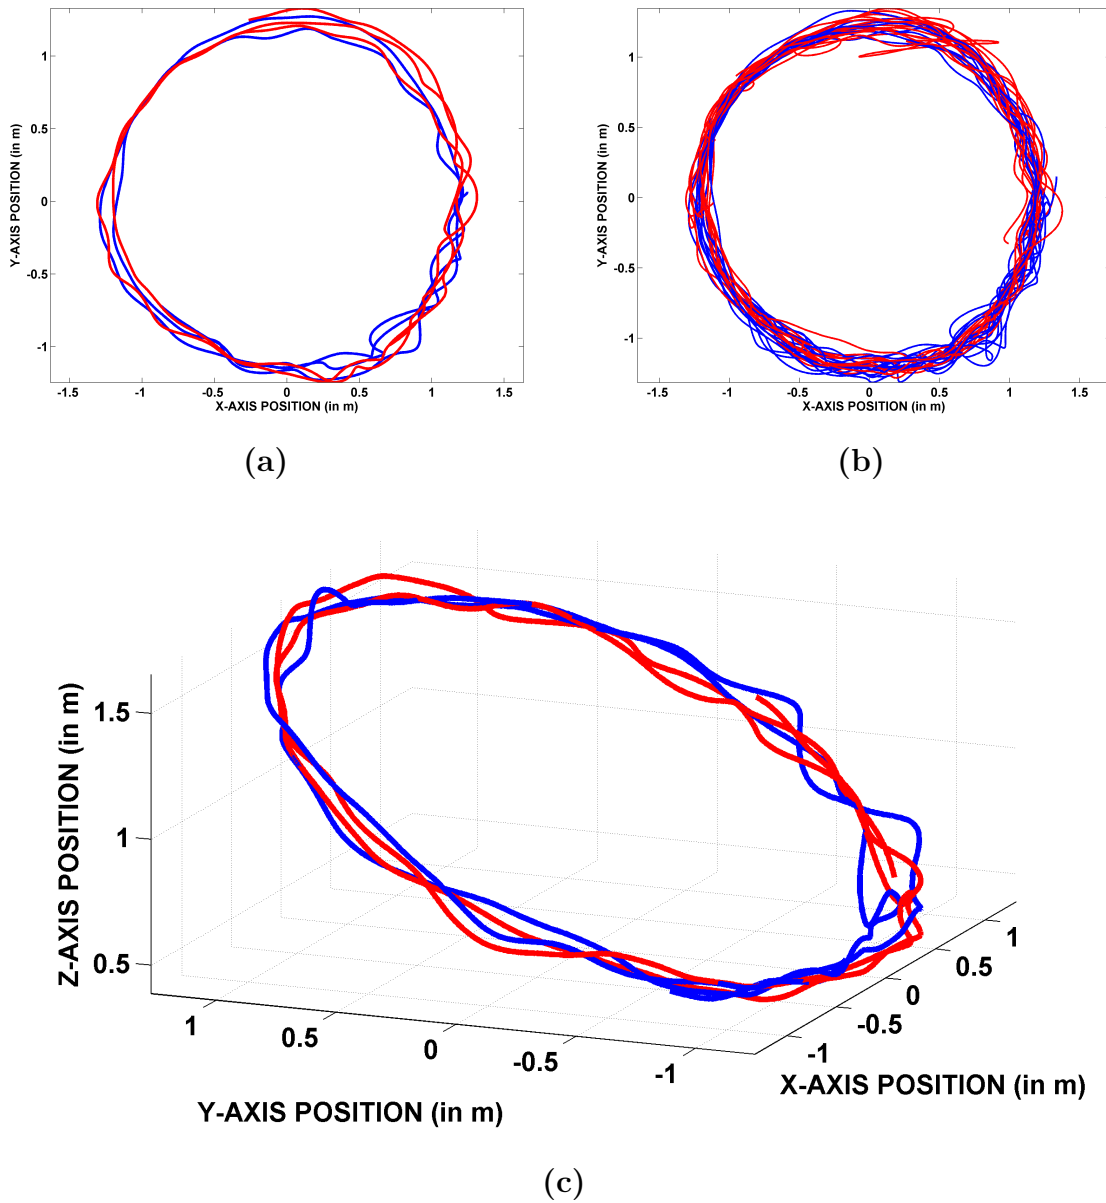 1
0.5
0
-0.5
-1
Y-AXIS POSITION (in m)
-1.5 -1 -0.5 0 0.5 1 1.5
X-AXIS POSITION (in m)
(a)
1
0.5
0
-0.5
-1
Y-AXIS POSITION (in m)
-1.5 -1 -0.5 0 0.5 1 1.5
X-AXIS POSITION (in m)
(b)
1.5
1
0.5
Z-AXIS POSITION (in m)
1 0.5 0 -0.5 -1
Y-AXIS POSITION (in m)
1
0.5
0
-0.5
-1
X-AXIS POSITION (in m)
(c)